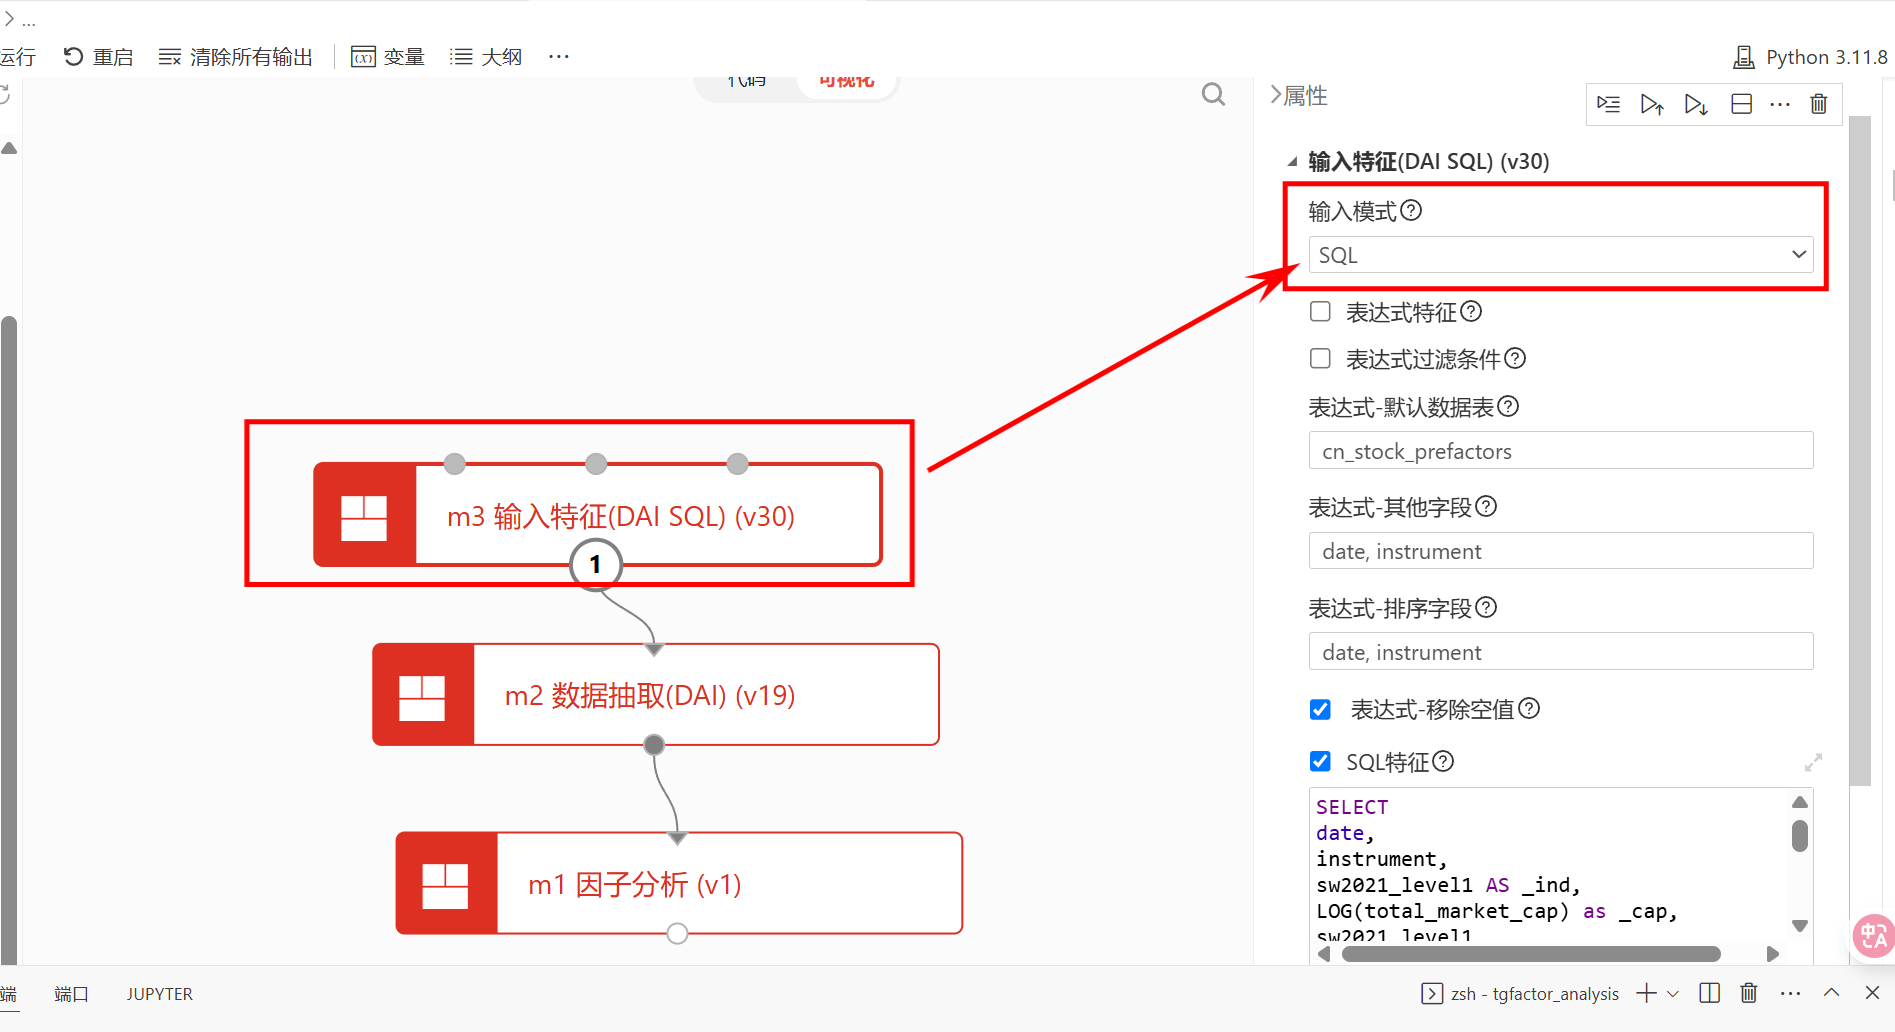 ...
运行 重启 清除所有输出 (x) 变量 大纲 ...
Python 3.11.8
代码 可视化
属性
输入特征(DAI SQL) (v30)
输入模式
SQL
表达式特征
表达式过滤条件
表达式-默认数据表
cn_stock_prefactors
表达式-其他字段
date, instrument
表达式-排序字段
date, instrument
表达式-移除空值
SQL特征
SELECT
date,
instrument,
sw2021_level1 AS _ind,
LOG(total_market_cap) as _cap,
sw2021_level1
m3 输入特征(DAI SQL) (v30)
1
m2 数据抽取(DAI) (v19)
m1 因子分析 (v1)
中A
端 端口 JUPYTER
zsh - tgfactor_analysis